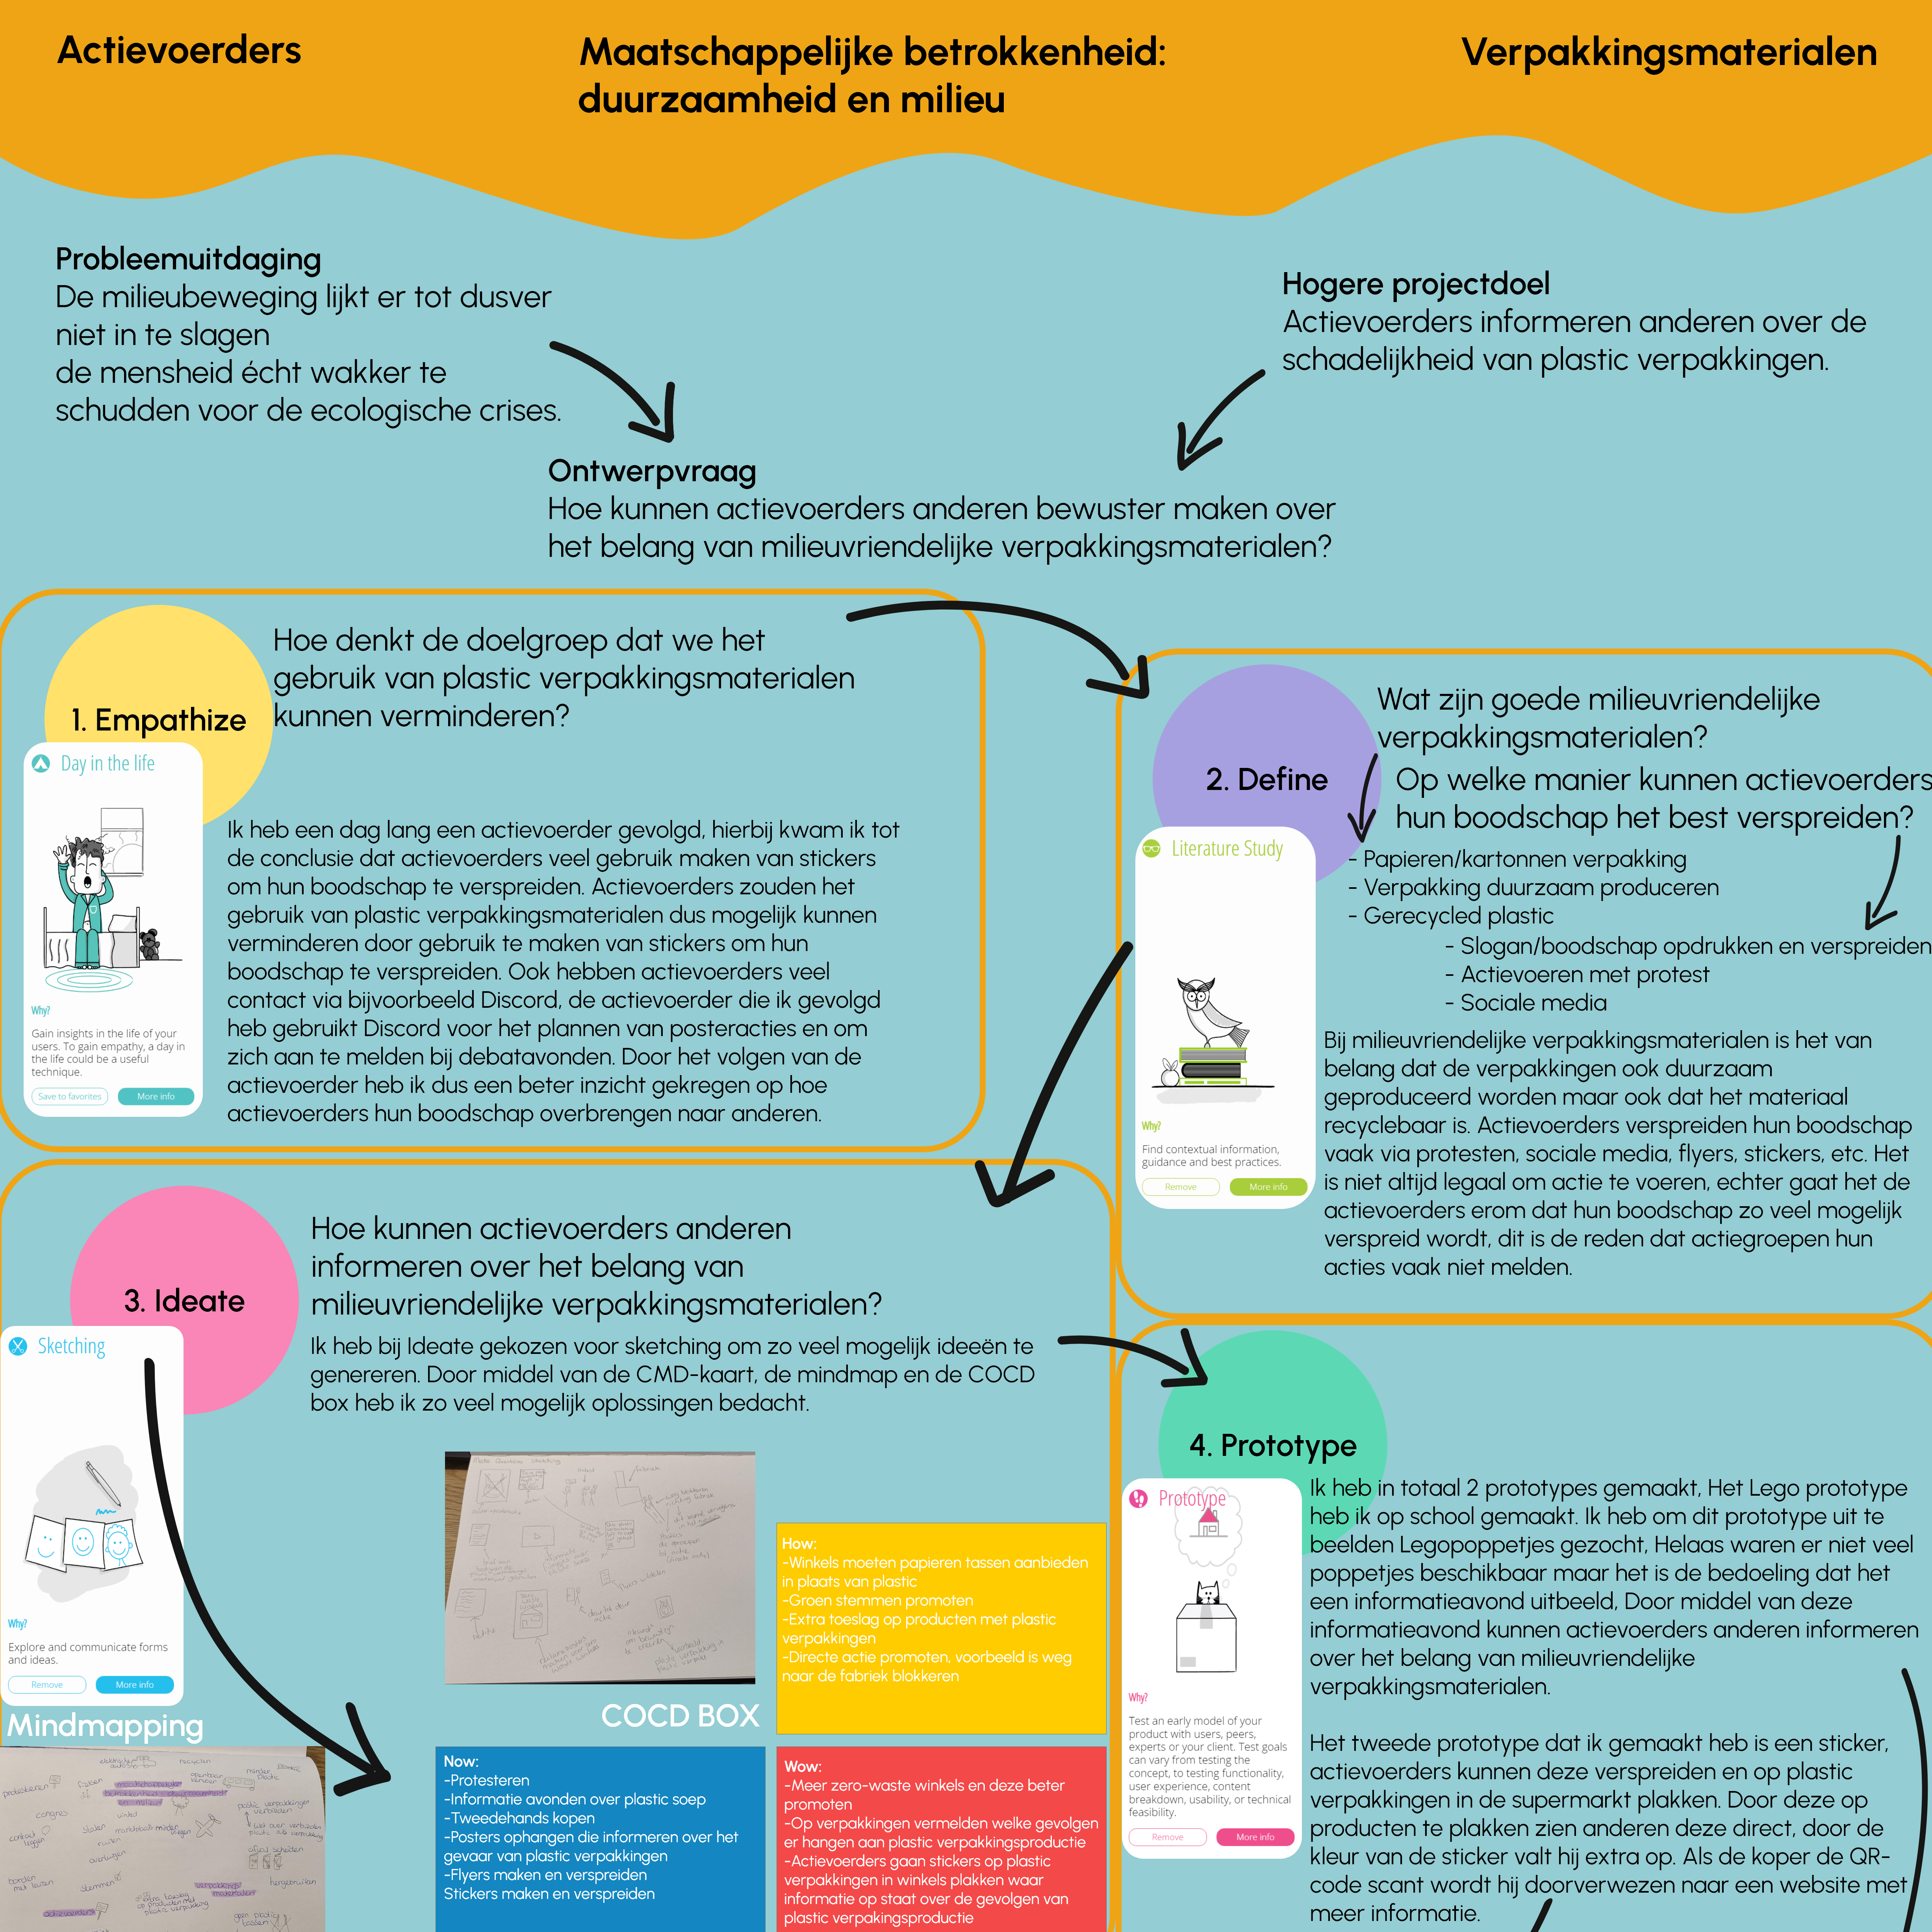 Actievoerders
Maatschappelijke betrokkenheid:
duurzaamheid en milieu
Verpakkingsmaterialen
Probleemuitdaging
De milieubeweging lijkt er tot dusver
niet in te slagen
de mensheid écht wakker te
schudden voor de ecologische crises.
Hogere projectdoel
Actievoerders informeren anderen over de
schadelijkheid van plastic verpakkingen.
Ontwerpvraag
Hoe kunnen actievoerders anderen bewuster maken over
het belang van milieuvriendelijke verpakkingsmaterialen?
1. Empathize
Hoe denkt de doelgroep dat we het
gebruik van plastic verpakkingsmaterialen
kunnen verminderen?
Day in the life
Why?
Gain insights in the life of your
users. To gain empathy, a day in
the life could be a useful
technique.
Save to favorites
More info
Ik heb een dag lang een actievoerder gevolgd, hierbij kwam ik tot
de conclusie dat actievoerders veel gebruik maken van stickers
om hun boodschap te verspreiden. Actievoerders zouden het
gebruik van plastic verpakkingsmaterialen dus mogelijk kunnen
verminderen door gebruik te maken van stickers om hun
boodschap te verspreiden. Ook hebben actievoerders veel
contact via bijvoorbeeld Discord, de actievoerder die ik gevolgd
heb gebruikt Discord voor het plannen van posteracties en om
zich aan te melden bij debatavonden. Door het volgen van de
actievoerder heb ik dus een beter inzicht gekregen op hoe
actievoerders hun boodschap overbrengen naar anderen.
2. Define
Wat zijn goede milieuvriendelijke
verpakkingsmaterialen?
Op welke manier kunnen actievoerders
hun boodschap het best verspreiden?
Literature Study
Why?
Find contextual information,
guidance and best practices.
Remove
More info
- Papieren/kartonnen verpakking
- Verpakking duurzaam produceren
- Gerecycled plastic
- Slogan/boodschap opdrukken en verspreiden
- Actievoeren met protest
- Sociale media
Bij milieuvriendelijke verpakkingsmaterialen is het van
belang dat de verpakkingen ook duurzaam
geproduceerd worden maar ook dat het materiaal
recyclebaar is. Actievoerders verspreiden hun boodschap
vaak via protesten, sociale media, flyers, stickers, etc. Het
is niet altijd legaal om actie te voeren, echter gaat het de
actievoerders erom dat hun boodschap zo veel mogelijk
verspreid wordt, dit is de reden dat actiegroepen hun
acties vaak niet melden.
3. Ideate
Hoe kunnen actievoerders anderen
informeren over het belang van
milieuvriendelijke verpakkingsmaterialen?
Ik heb bij Ideate gekozen voor sketching om zo veel mogelijk ideeën te
genereren. Door middel van de CMD-kaart, de mindmap en de COCD
box heb ik zo veel mogelijk oplossingen bedacht.
Sketching
Why?
Explore and communicate forms
and ideas.
Remove
More info
Mindmapping
protesteren
recyclen
congres
stemmen
hergebruiken
actievoerders
COCD BOX
How:
-Winkels moeten papieren tassen aanbieden
in plaats van plastic
-Groen stemmen promoten
-Extra toeslag op producten met plastic
verpakkingen
-Directe actie promoten, voorbeeld is weg
naar de fabriek blokkeren
Now:
-Protesteren
-Informatie avonden over plastic soep
-Tweedehands kopen
-Posters ophangen die informeren over het
gevaar van plastic verpakkingen
-Flyers maken en verspreiden
Stickers maken en verspreiden
Wow:
-Meer zero-waste winkels en deze beter
promoten
-Op verpakkingen vermelden welke gevolgen
er hangen aan plastic verpakkingsproductie
-Actievoerders gaan stickers op plastic
verpakkingen in winkels plakken waar
informatie op staat over de gevolgen van
plastic verpakingsproductie
4. Prototype
Prototype
Why?
Test an early model of your
product with users, peers,
experts or your client. Test goals
can vary from testing the
concept, to testing functionality,
user experience, content
breakdown, usability, or technical
feasibility.
Remove
More info
Ik heb in totaal 2 prototypes gemaakt, Het Lego prototype
heb ik op school gemaakt. Ik heb om dit prototype uit te
beelden Legopoppetjes gezocht, Helaas waren er niet veel
poppetjes beschikbaar maar het is de bedoeling dat het
een informatieavond uitbeeld, Door middel van deze
informatieavond kunnen actievoerders anderen informeren
over het belang van milieuvriendelijke
verpakkingsmaterialen.
Het tweede prototype dat ik gemaakt heb is een sticker,
actievoerders kunnen deze verspreiden en op plastic
verpakkingen in de supermarkt plakken. Door deze op
producten te plakken zien anderen deze direct, door de
kleur van de sticker valt hij extra op. Als de koper de QR-
code scant wordt hij doorverwezen naar een website met
meer informatie.